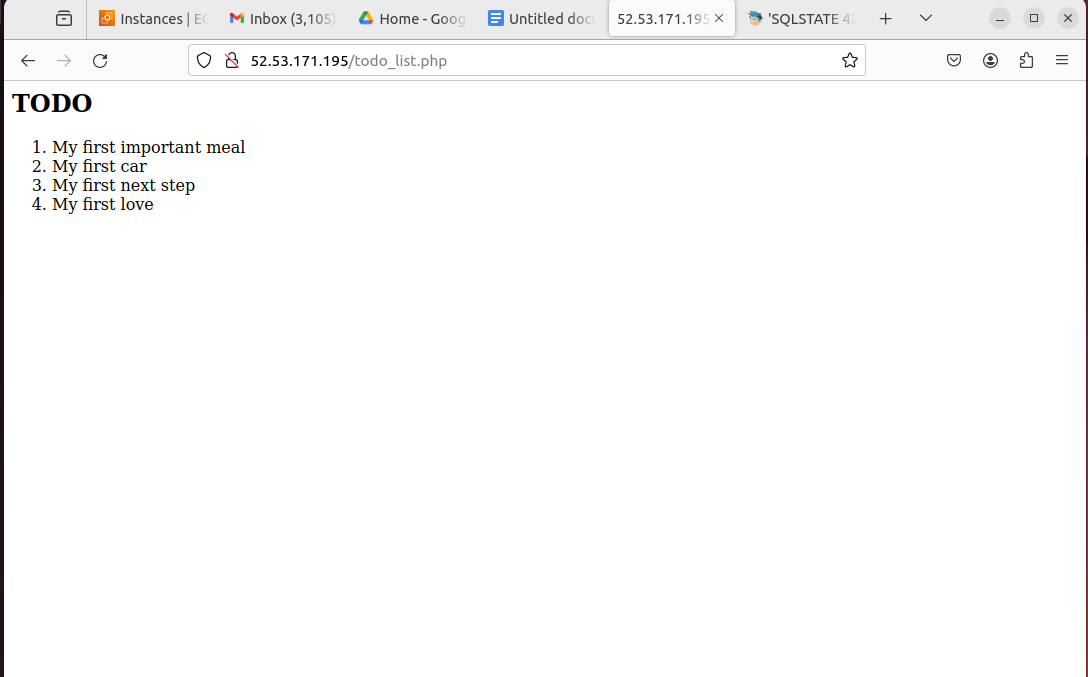 Instances | EC
Inbox (3,105)
Home - Goog
Untitled docu
52.53.171.195
'SQLSTATE 42
52.53.171.195/todo_list.php
TODO
1. My first important meal
2. My first car
3. My first next step
4. My first love